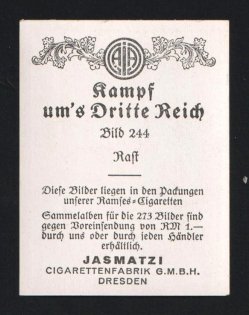 AJA
Kampf
um's Dritte Reich
Bild 244
Rast
Diese Bilder liegen in den Packungen
unserer Ramses=Cigaretten
Sammelalben für die 273 Bilder sind
gegen Voreinsendung von RM 1.—
durch uns oder durch jeden Händler
erhältlich.
JASMATZI
CIGARETTENFABRIK G.M.B.H.
DRESDEN